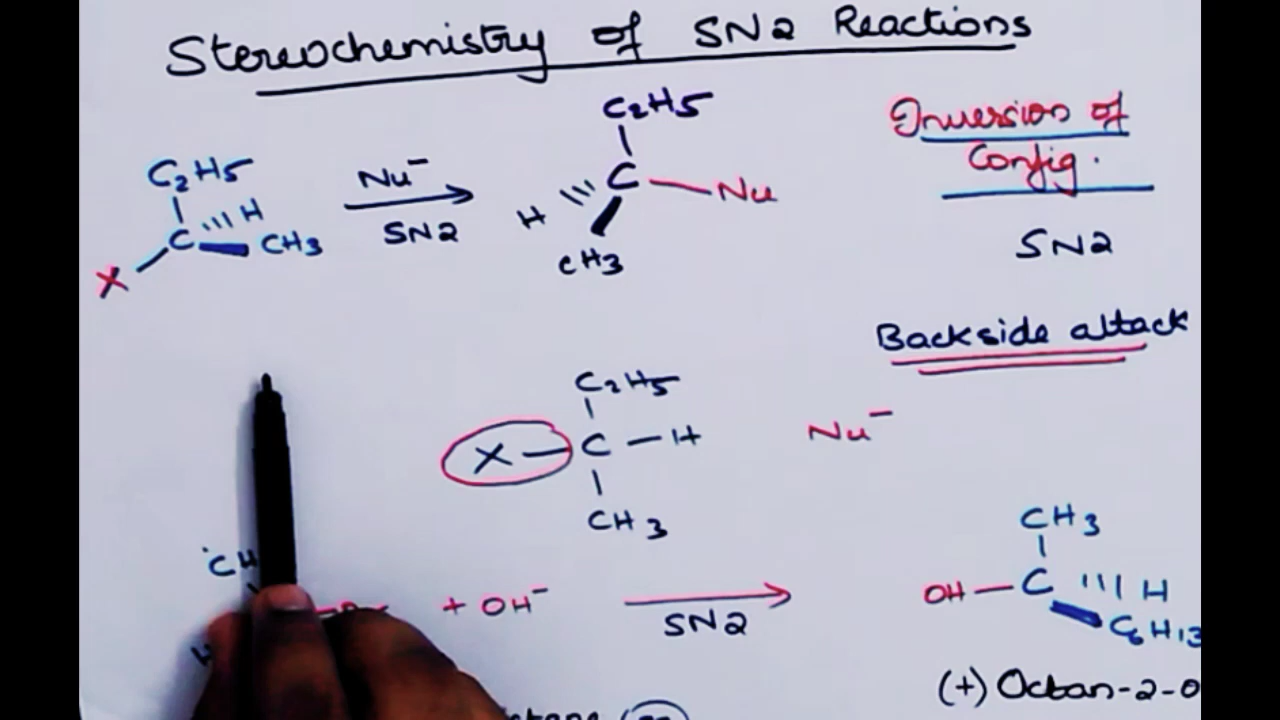 Stereochemistry of SN2 Reactions
C2H5
C H
CH3
X
Nu⁻
SN2
C2H5
C Nu
H
CH3
Inversion of
Config.
SN2
Backside attack
C2H5
X — C — H
CH3
Nu⁻
CH
+ OH⁻
SN2
CH3
OH — C H
C6H13
(+) Octan-2-o